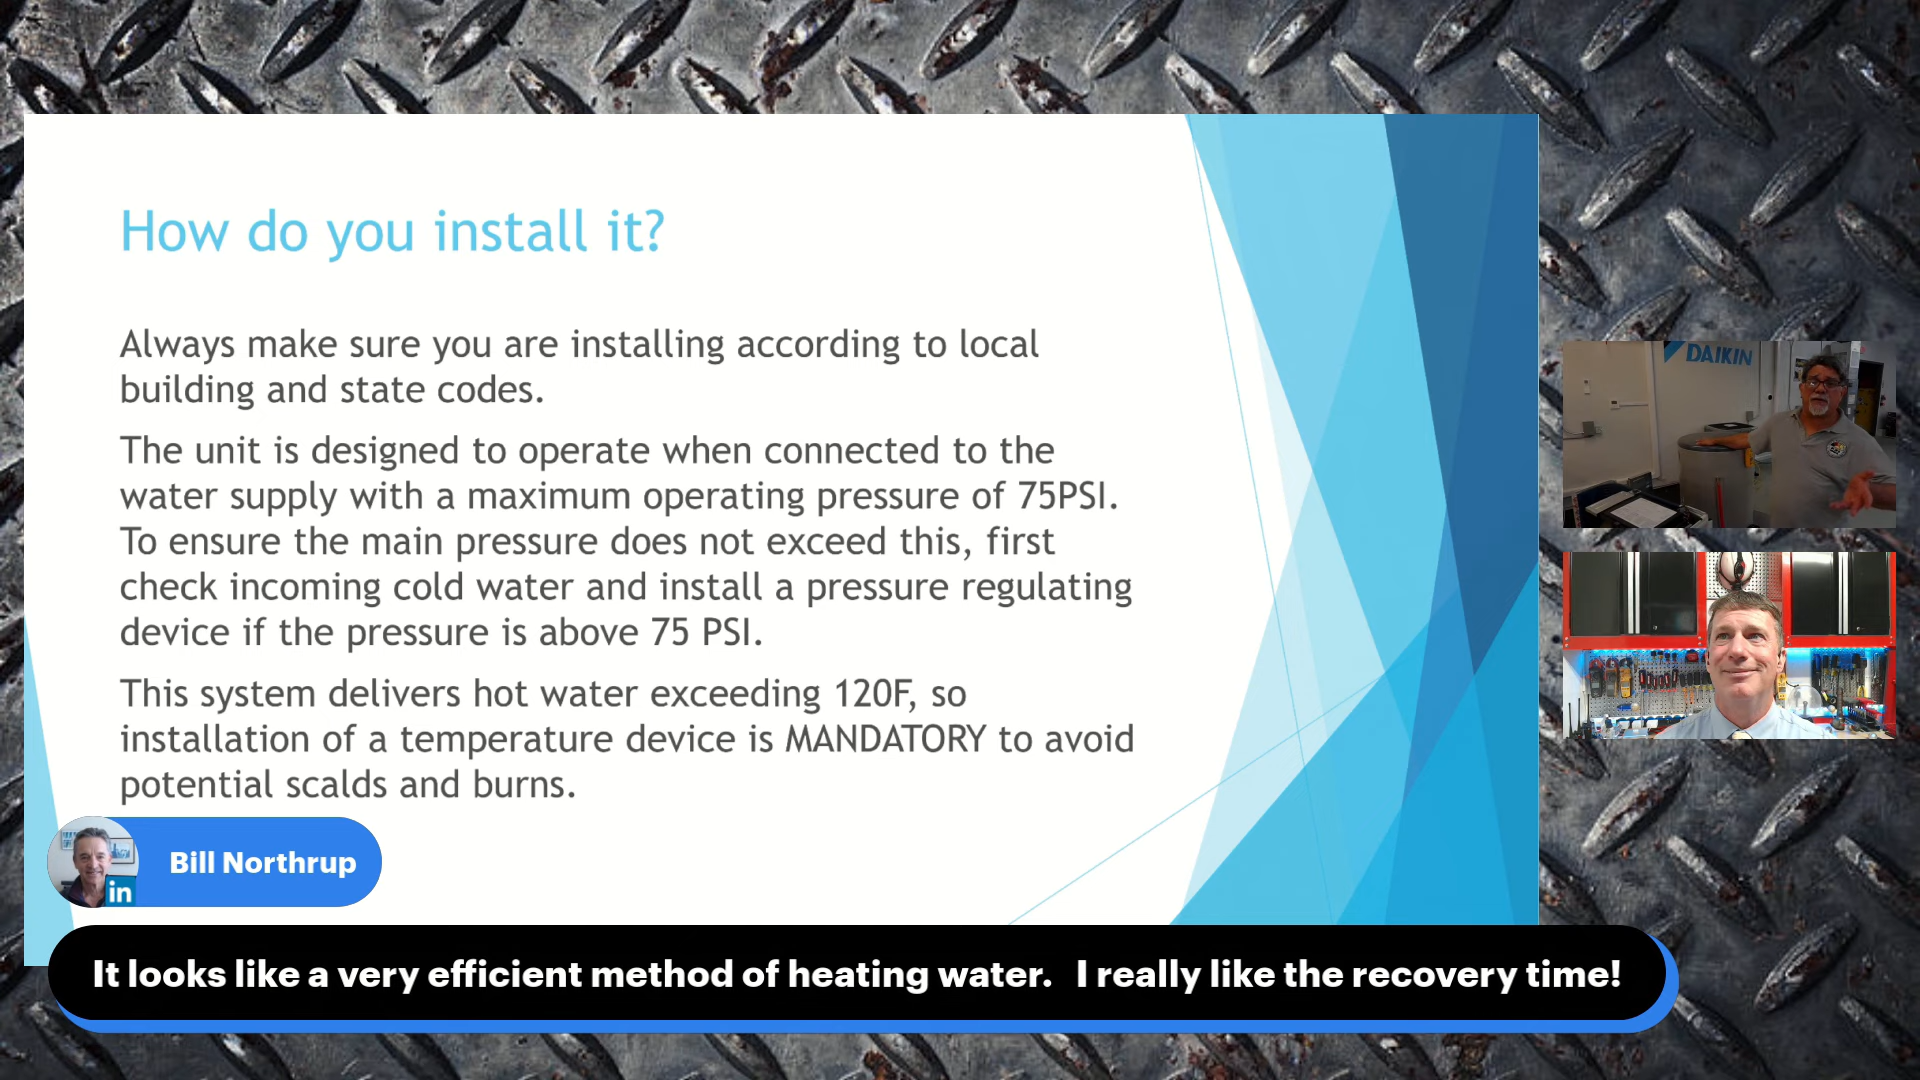 How do you install it?
Always make sure you are installing according to local
building and state codes.
The unit is designed to operate when connected to the
water supply with a maximum operating pressure of 75PSI.
To ensure the main pressure does not exceed this, first
check incoming cold water and install a pressure regulating
device if the pressure is above 75 PSI.
This system delivers hot water exceeding 120F, so
installation of a temperature device is MANDATORY to avoid
potential scalds and burns.
DAIKIN
in
Bill Northrup
It looks like a very efficient method of heating water. I really like the recovery time!